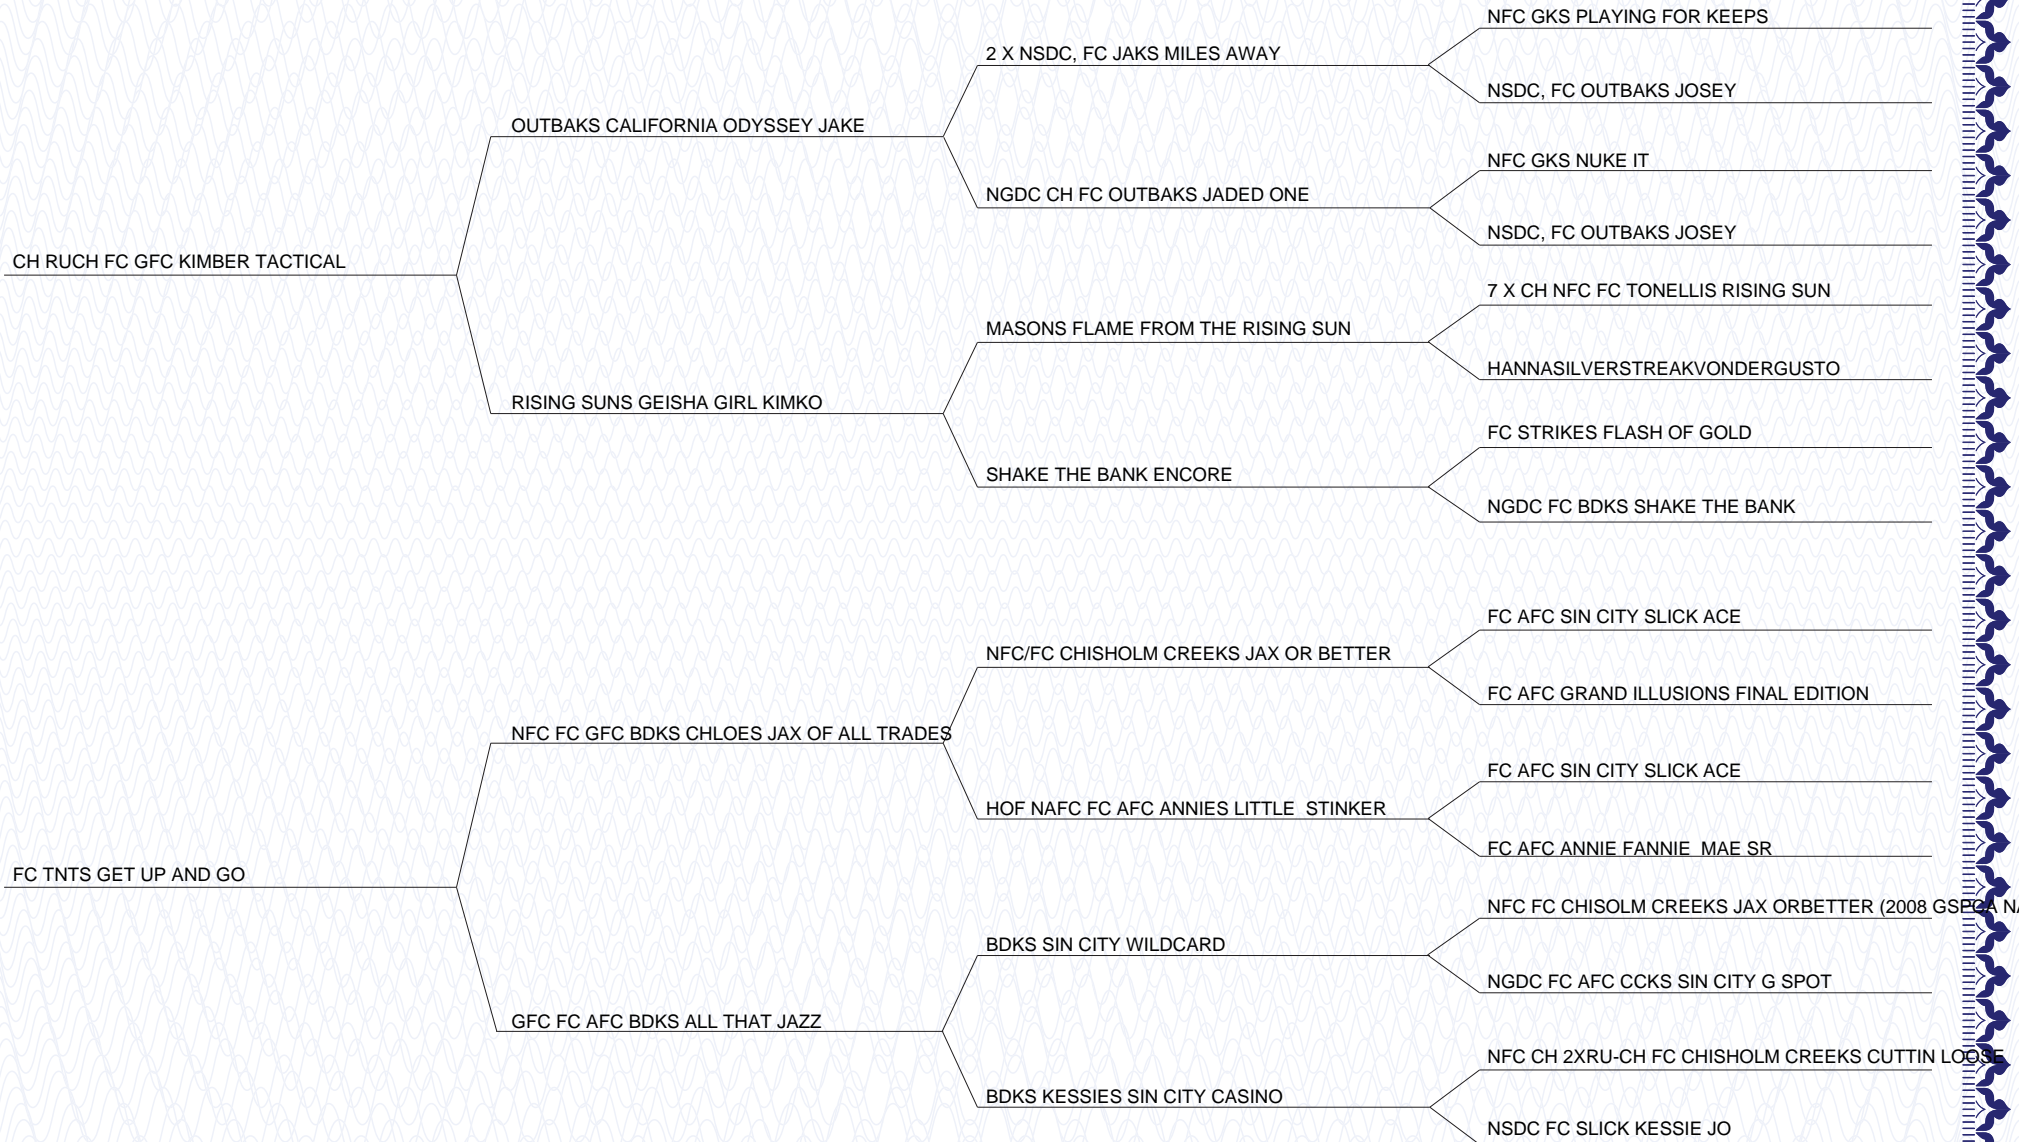 NFC GKS PLAYING FOR KEEPS
2 X NSDC, FC JAKS MILES AWAY
NSDC, FC OUTBAKS JOSEY
OUTBAKS CALIFORNIA ODYSSEY JAKE
NFC GKS NUKE IT
NGDC CH FC OUTBAKS JADED ONE
NSDC, FC OUTBAKS JOSEY
CH RUCH FC GFC KIMBER TACTICAL
7 X CH NFC FC TONELLIS RISING SUN
MASONS FLAME FROM THE RISING SUN
HANNASILVERSTREAKVONDERGUSTO
RISING SUNS GEISHA GIRL KIMKO
FC STRIKES FLASH OF GOLD
SHAKE THE BANK ENCORE
NGDC FC BDKS SHAKE THE BANK
FC AFC SIN CITY SLICK ACE
NFC/FC CHISHOLM CREEKS JAX OR BETTER
FC AFC GRAND ILLUSIONS FINAL EDITION
NFC FC GFC BDKS CHLOES JAX OF ALL TRADES
FC AFC SIN CITY SLICK ACE
HOF NAFC FC AFC ANNIES LITTLE  STINKER
FC AFC ANNIE FANNIE  MAE SR
FC TNTS GET UP AND GO
NFC FC CHISOLM CREEKS JAX ORBETTER (2008 GSPCA
BDKS SIN CITY WILDCARD
NGDC FC AFC CCKS SIN CITY G SPOT
GFC FC AFC BDKS ALL THAT JAZZ
NFC CH 2XRU-CH FC CHISHOLM CREEKS CUTTIN LOOSE
BDKS KESSIES SIN CITY CASINO
NSDC FC SLICK KESSIE JO